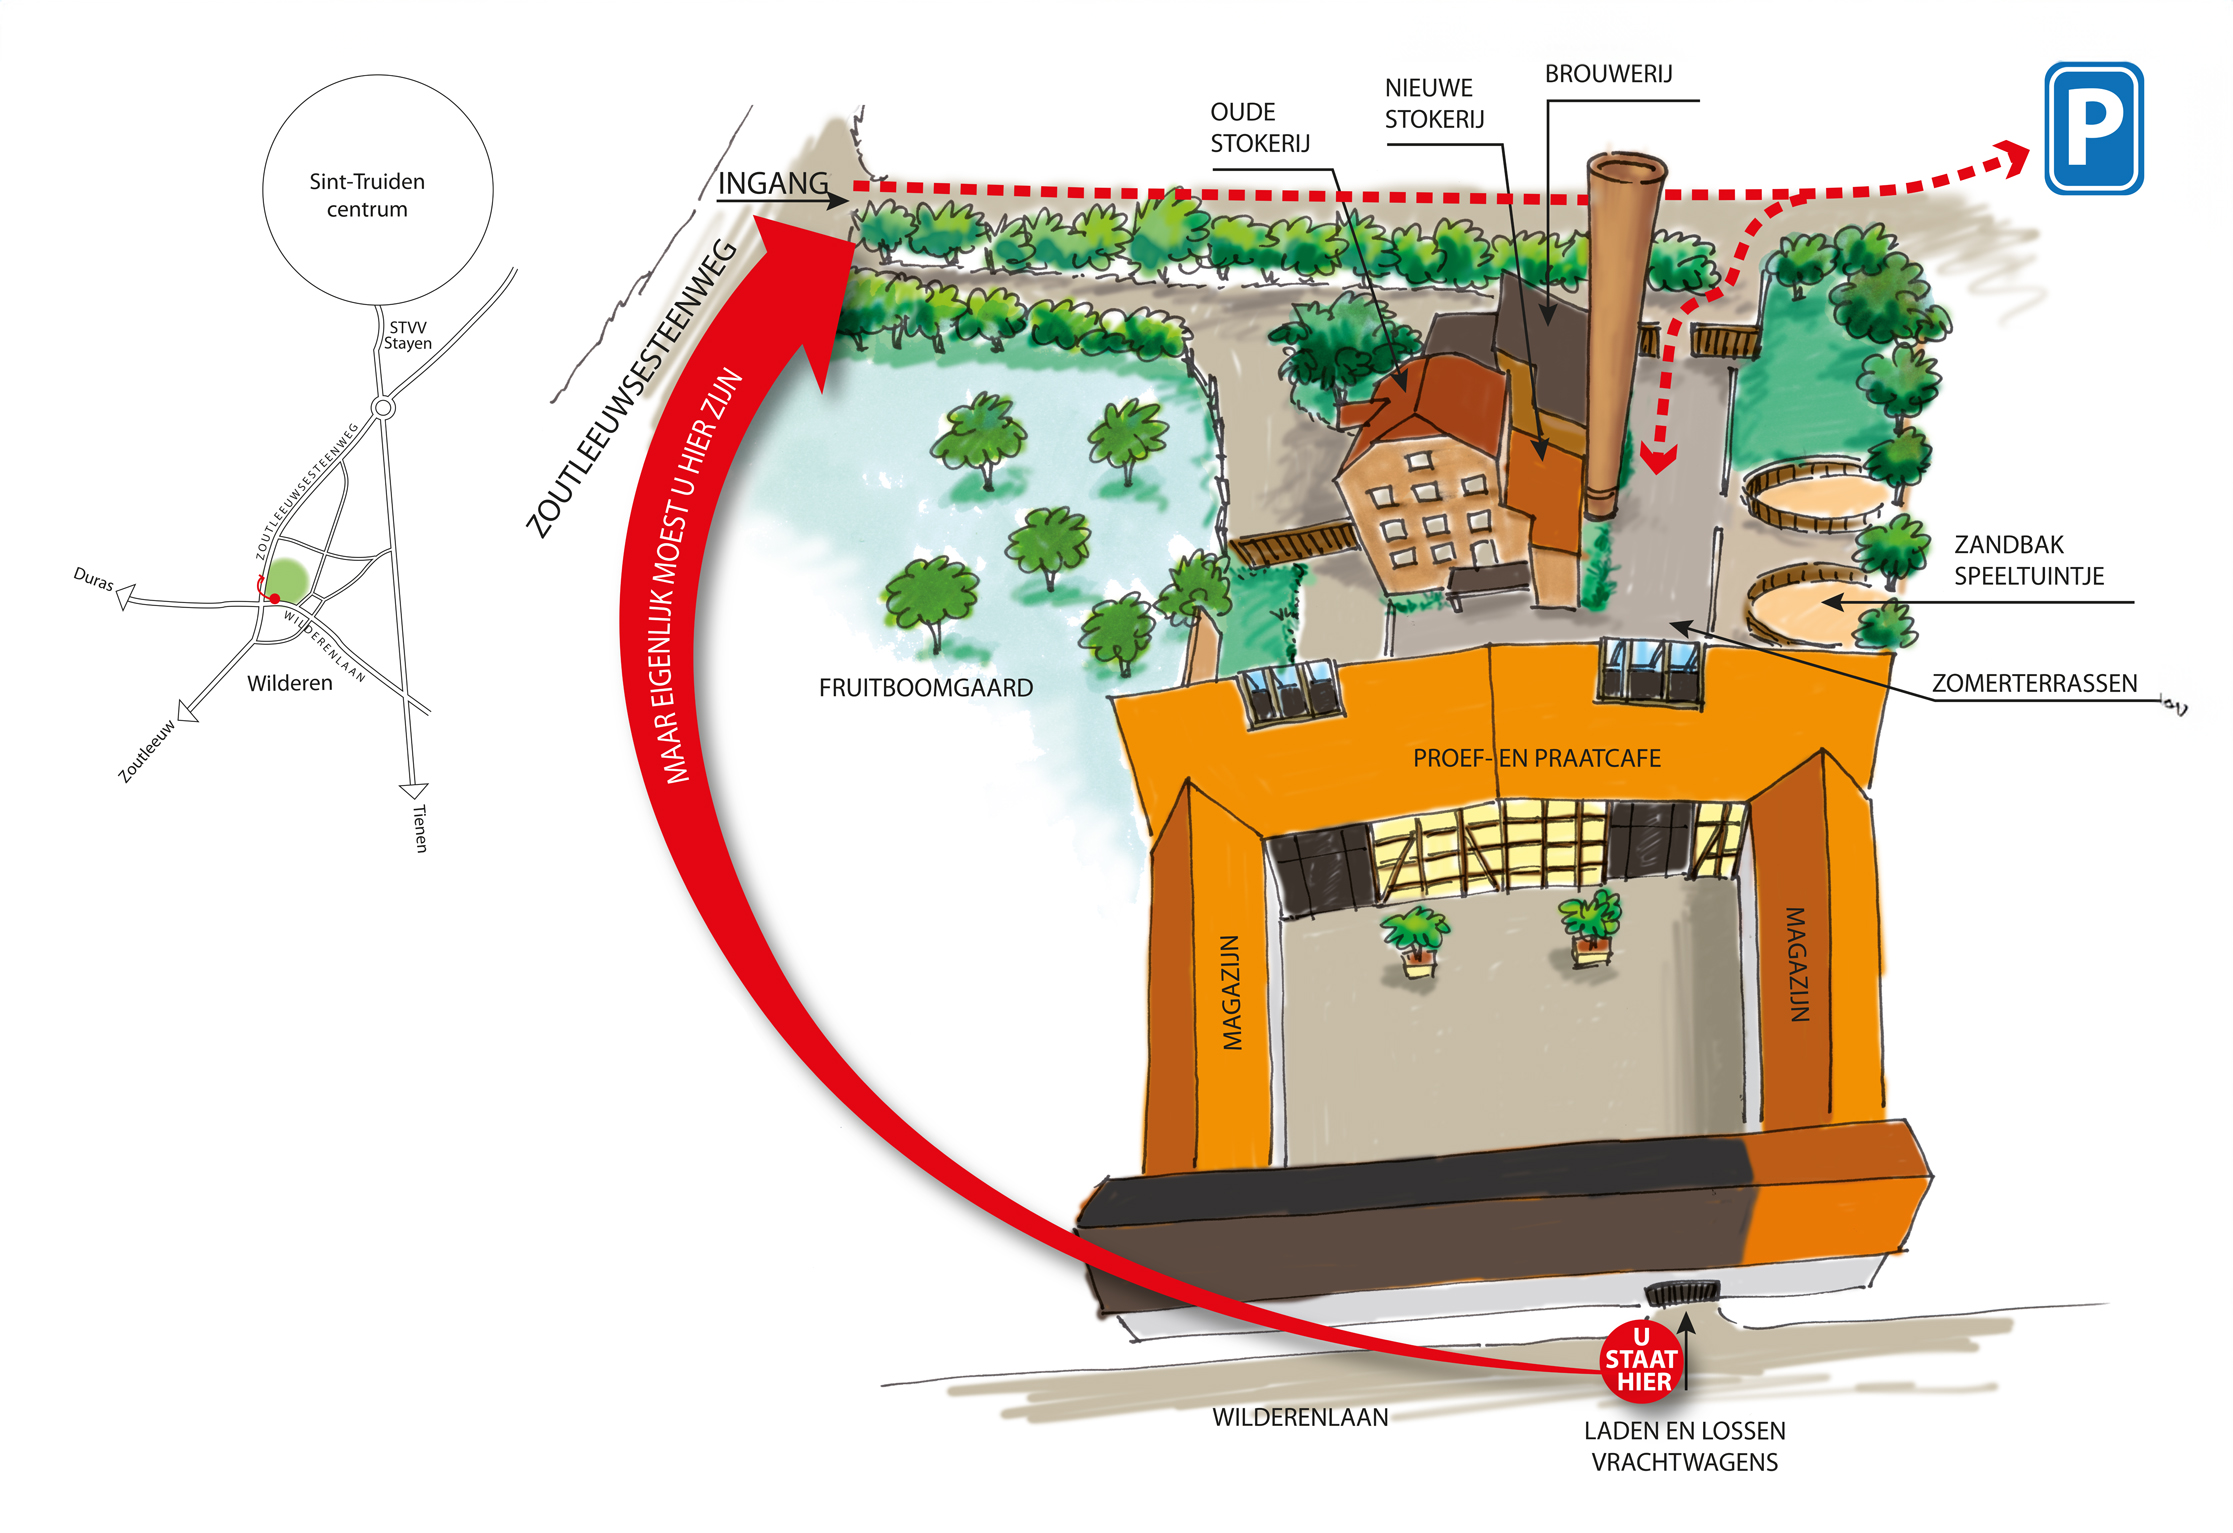 Sint-Truiden
centrum
STVV
Stayen
ZOUTLEEUWSESTEENWEG
Duras
WILDERENLAAN
Wilderen
Zoutleeuw
Tienen
INGANG
ZOUTLEEUWSESTEENWEG
MAAR EIGENLIJK MOEST U HIER ZIJN
OUDE
STOKERIJ
NIEUWE
STOKERIJ
BROUWERIJ
P
ZANDBAK
SPEELTUINTJE
ZOMERTERRASSEN
FRUITBOOMGAARD
PROEF- EN PRAATCAFE
MAGAZIJN
MAGAZIJN
U
STAAT
HIER
WILDERENLAAN
LADEN EN LOSSEN
VRACHTWAGENS